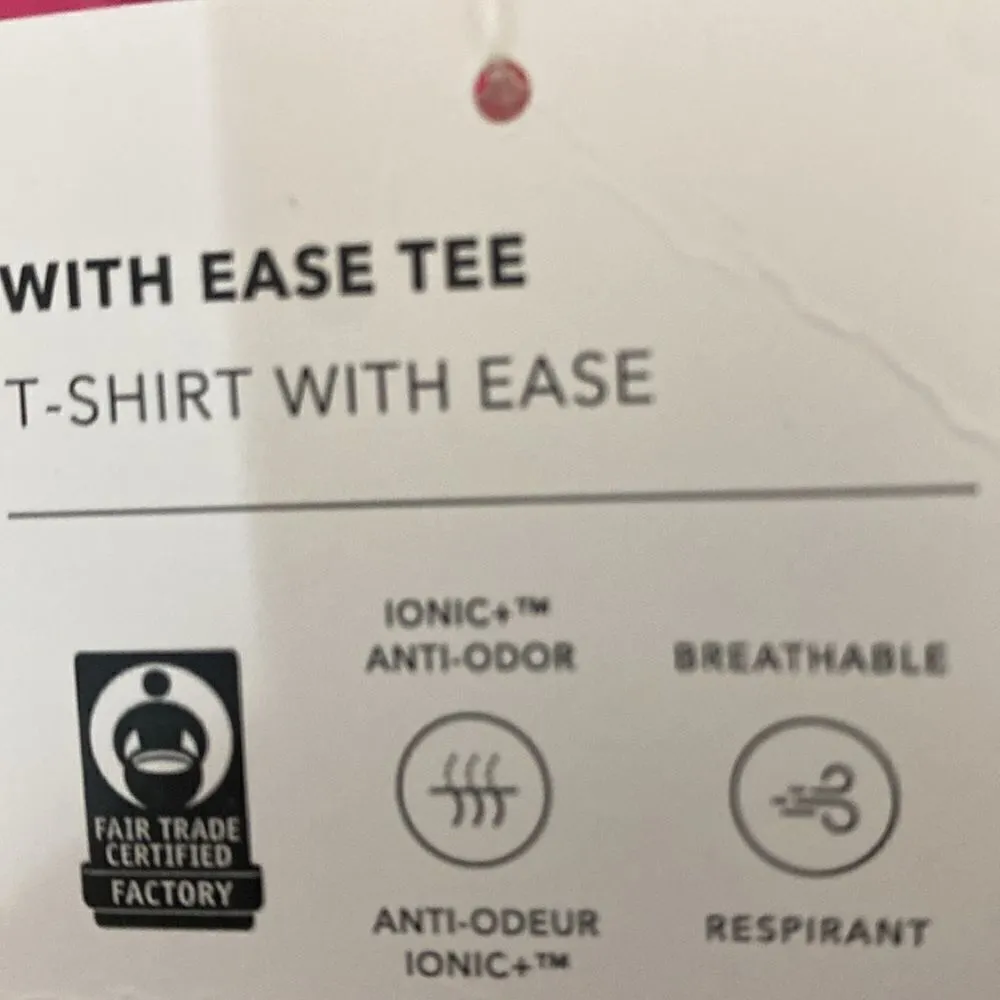 WITH EASE TEE
T-SHIRT WITH EASE
IONIC+™
ANTI-ODOR
BREATHABLE
FAIR TRADE
CERTIFIED
FACTORY
ANTI-ODEUR
IONIC+™
RESPIRANT